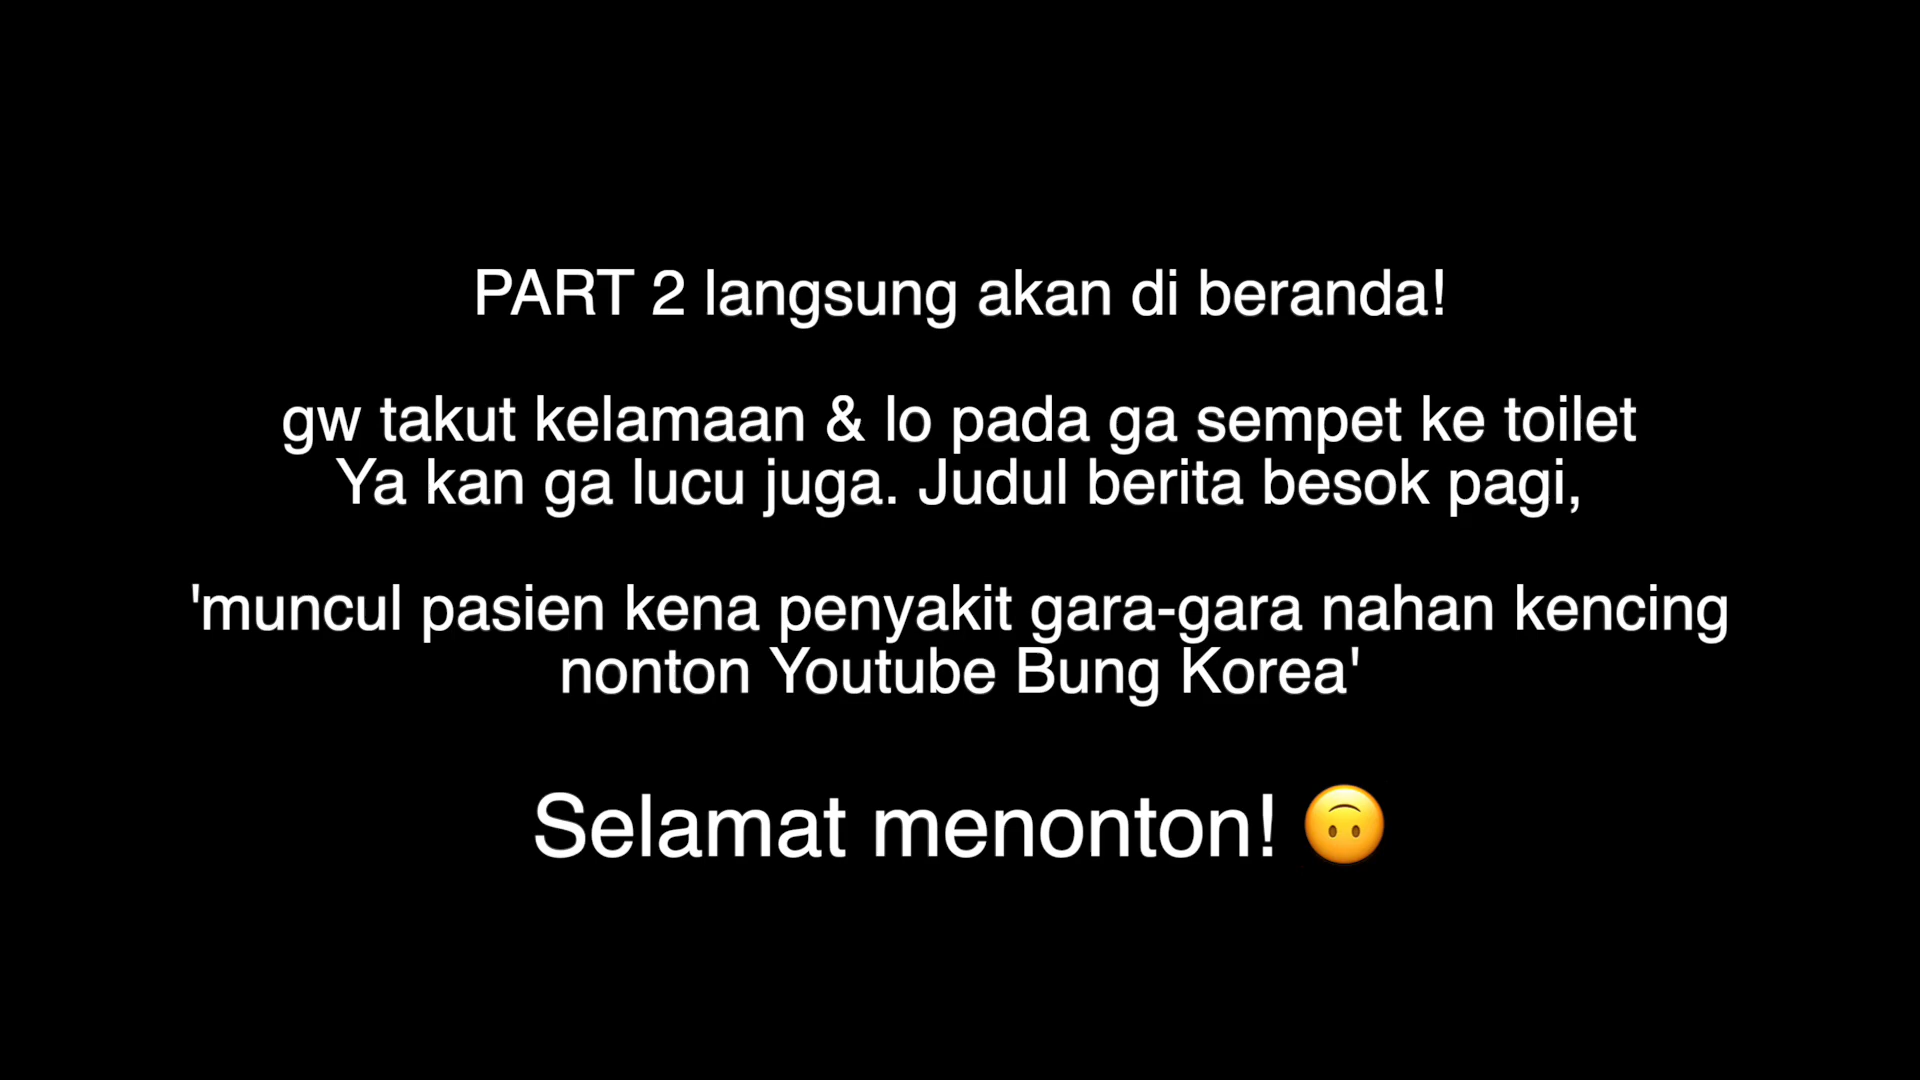 PART 2 langsung akan di beranda!
gw takut kelamaan & lo pada ga sempet ke toilet
Ya kan ga lucu juga. Judul berita besok pagi,
'muncul pasien kena penyakit gara-gara nahan kencing
nonton Youtube Bung Korea'
Selamat menonton! 🙃